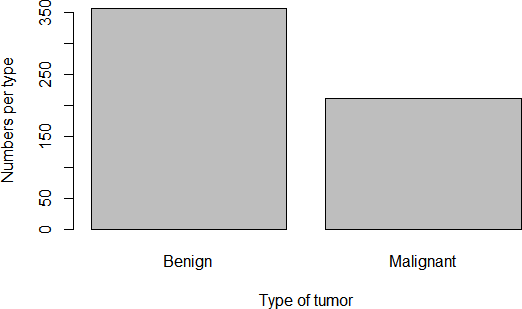 Numbers per type
350
250
150
50
0
Benign
Malignant
Type of tumor